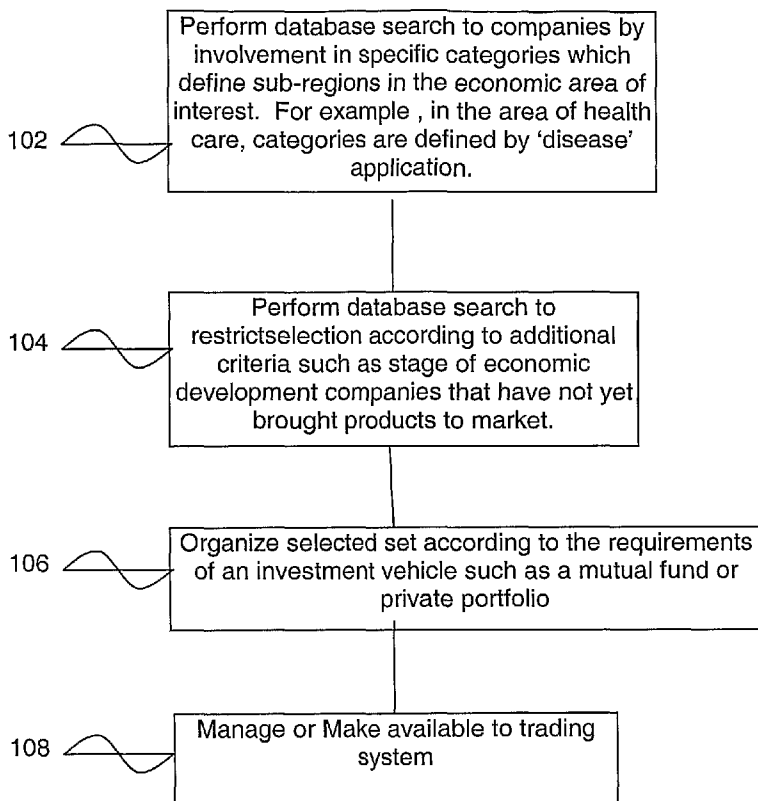 Perform database search to companies by
involvement in specific categories which
define sub-regions in the economic area of
interest. For example , in the area of health
care, categories are defined by 'disease'
application.
102
Perform database search to
restrictselection according to additional
criteria such as stage of economic
development companies that have not yet
brought products to market.
104
Organize selected set according to the requirements
of an investment vehicle such as a mutual fund or
private portfolio
106
Manage or Make available to trading
system
108